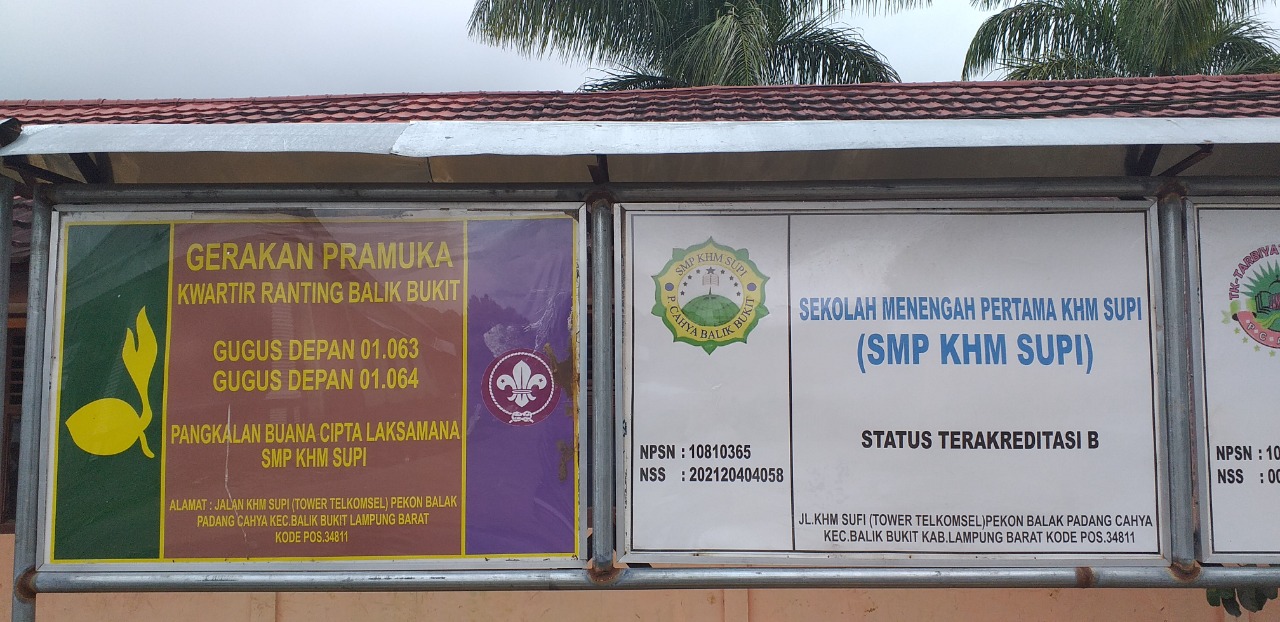 GERAKAN PRAMUKA
KWARTIR RANTING BALIK BUKIT
GUGUS DEPAN 01.063
GUGUS DEPAN 01.064
PANGKALAN BUANA CIPTA LAKSAMANA
SMP KHM SUPI
ALAMAT : JALAN KHM SUPI (TOWER TELKOMSEL) PEKON BALAK
PADANG CAHYA KEC.BALIK BUKIT LAMPUNG BARAT
KODE POS.34811
SMP KHM SUPI
P. CAHYA BALIK BUKIT
NPSN : 10810365
NSS : 202120404058
SEKOLAH MENENGAH PERTAMA KHM SUPI
(SMP KHM SUPI)
STATUS TERAKREDITASI B
JL.KHM SUFI (TOWER TELKOMSEL)PEKON BALAK PADANG CAHYA
KEC.BALIK BUKIT KAB.LAMPUNG BARAT KODE POS.34811
NPSN : 10
NSS : 00